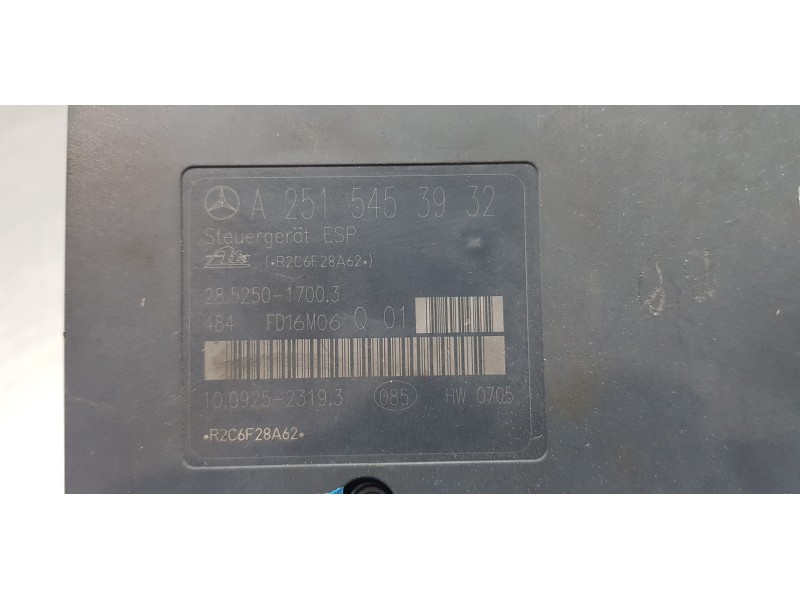 A 251 545 39 32
Steuergerät ESP
Ate (*R2C6F28A62*)
28.5250-1700.3
484 FD16M06 Q 01
10.0925-2319.3 085 HW 0705
*R2C6F28A62*